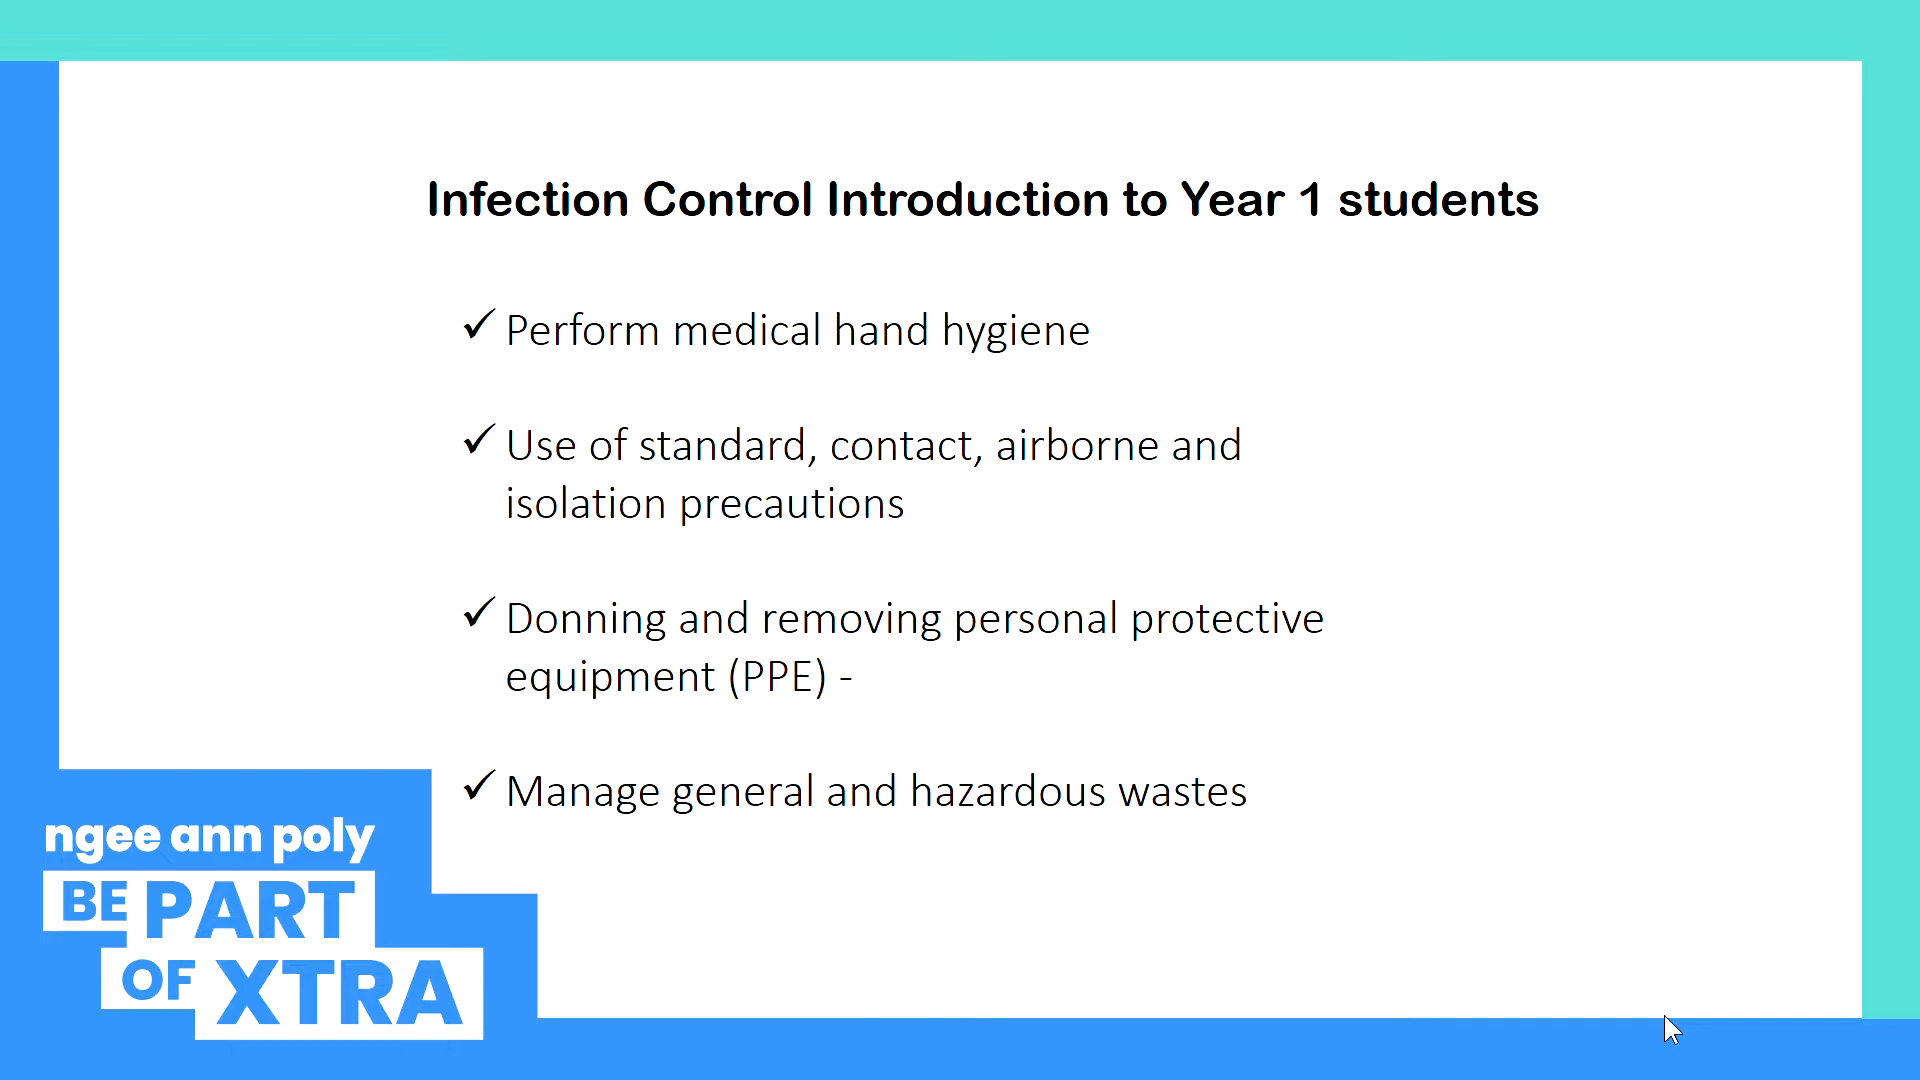 Infection Control Introduction to Year 1 students
✓ Perform medical hand hygiene
✓ Use of standard, contact, airborne and
isolation precautions
✓ Donning and removing personal protective
equipment (PPE) -
✓ Manage general and hazardous wastes
ngee ann poly
BE PART
OF XTRA